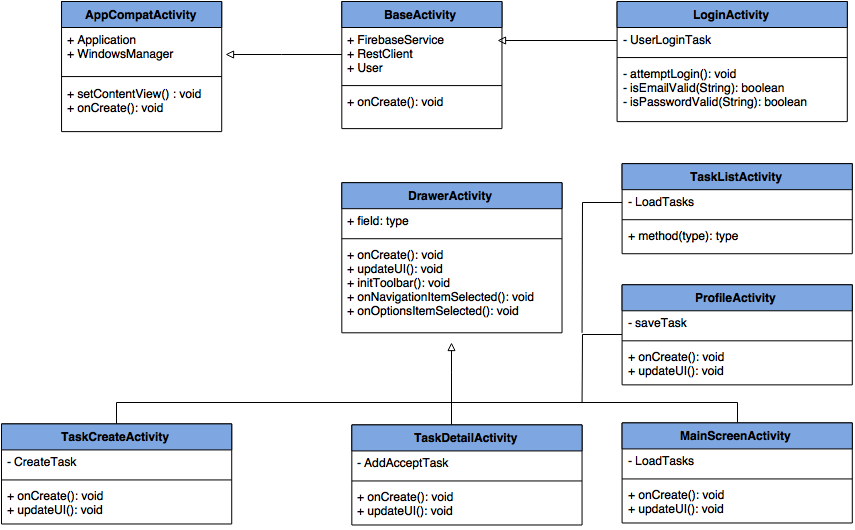 AppCompatActivity
+ Application
+ WindowsManager
+ setContentView() : void
+ onCreate(): void
BaseActivity
+ FirebaseService
+ RestClient
+ User
+ onCreate(): void
LoginActivity
- UserLoginTask
- attemptLogin(): void
- isEmailValid(String): boolean
- isPasswordValid(String): boolean
DrawerActivity
+ field: type
+ onCreate(): void
+ updateUI(): void
+ initToolbar(): void
+ onNavigationItemSelected(): void
+ onOptionsItemSelected(): void
TaskListActivity
- LoadTasks
+ method(type): type
ProfileActivity
- saveTask
+ onCreate(): void
+ updateUI(): void
TaskCreateActivity
- CreateTask
+ onCreate(): void
+ updateUI(): void
TaskDetailActivity
- AddAcceptTask
+ onCreate(): void
+ updateUI(): void
MainScreenActivity
- LoadTasks
+ onCreate(): void
+ updateUI(): void